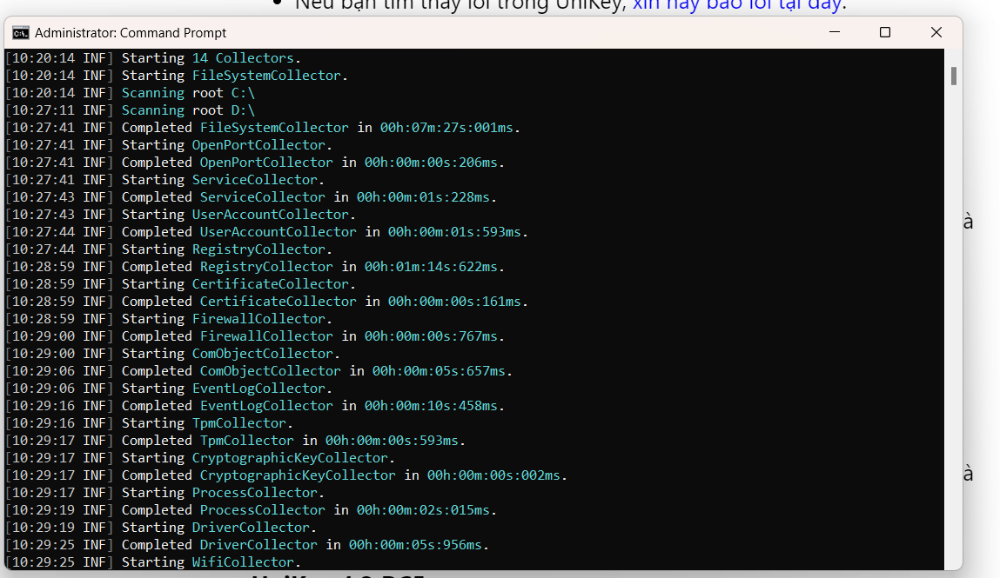 Nếu bạn tìm thấy lỗi trong UniKey, xin hãy báo lỗi tại đây.
Administrator: Command Prompt
[10:20:14 INF] Starting 14 Collectors.
[10:20:14 INF] Starting FileSystemCollector.
[10:20:14 INF] Scanning root C:\
[10:27:11 INF] Scanning root D:\
[10:27:41 INF] Completed FileSystemCollector in 00h:07m:27s:001ms.
[10:27:41 INF] Starting OpenPortCollector.
[10:27:41 INF] Completed OpenPortCollector in 00h:00m:00s:206ms.
[10:27:41 INF] Starting ServiceCollector.
[10:27:43 INF] Completed ServiceCollector in 00h:00m:01s:228ms.
[10:27:43 INF] Starting UserAccountCollector.
[10:27:44 INF] Completed UserAccountCollector in 00h:00m:01s:593ms.
[10:27:44 INF] Starting RegistryCollector.
[10:28:59 INF] Completed RegistryCollector in 00h:01m:14s:622ms.
[10:28:59 INF] Starting CertificateCollector.
[10:28:59 INF] Completed CertificateCollector in 00h:00m:00s:161ms.
[10:28:59 INF] Starting FirewallCollector.
[10:29:00 INF] Completed FirewallCollector in 00h:00m:00s:767ms.
[10:29:00 INF] Starting ComObjectCollector.
[10:29:06 INF] Completed ComObjectCollector in 00h:00m:05s:657ms.
[10:29:06 INF] Starting EventLogCollector.
[10:29:16 INF] Completed EventLogCollector in 00h:00m:10s:458ms.
[10:29:16 INF] Starting TpmCollector.
[10:29:17 INF] Completed TpmCollector in 00h:00m:00s:593ms.
[10:29:17 INF] Starting CryptographicKeyCollector.
[10:29:17 INF] Completed CryptographicKeyCollector in 00h:00m:00s:002ms.
[10:29:17 INF] Starting ProcessCollector.
[10:29:19 INF] Completed ProcessCollector in 00h:00m:02s:015ms.
[10:29:19 INF] Starting DriverCollector.
[10:29:25 INF] Completed DriverCollector in 00h:00m:05s:956ms.
[10:29:25 INF] Starting WifiCollector.
à
à